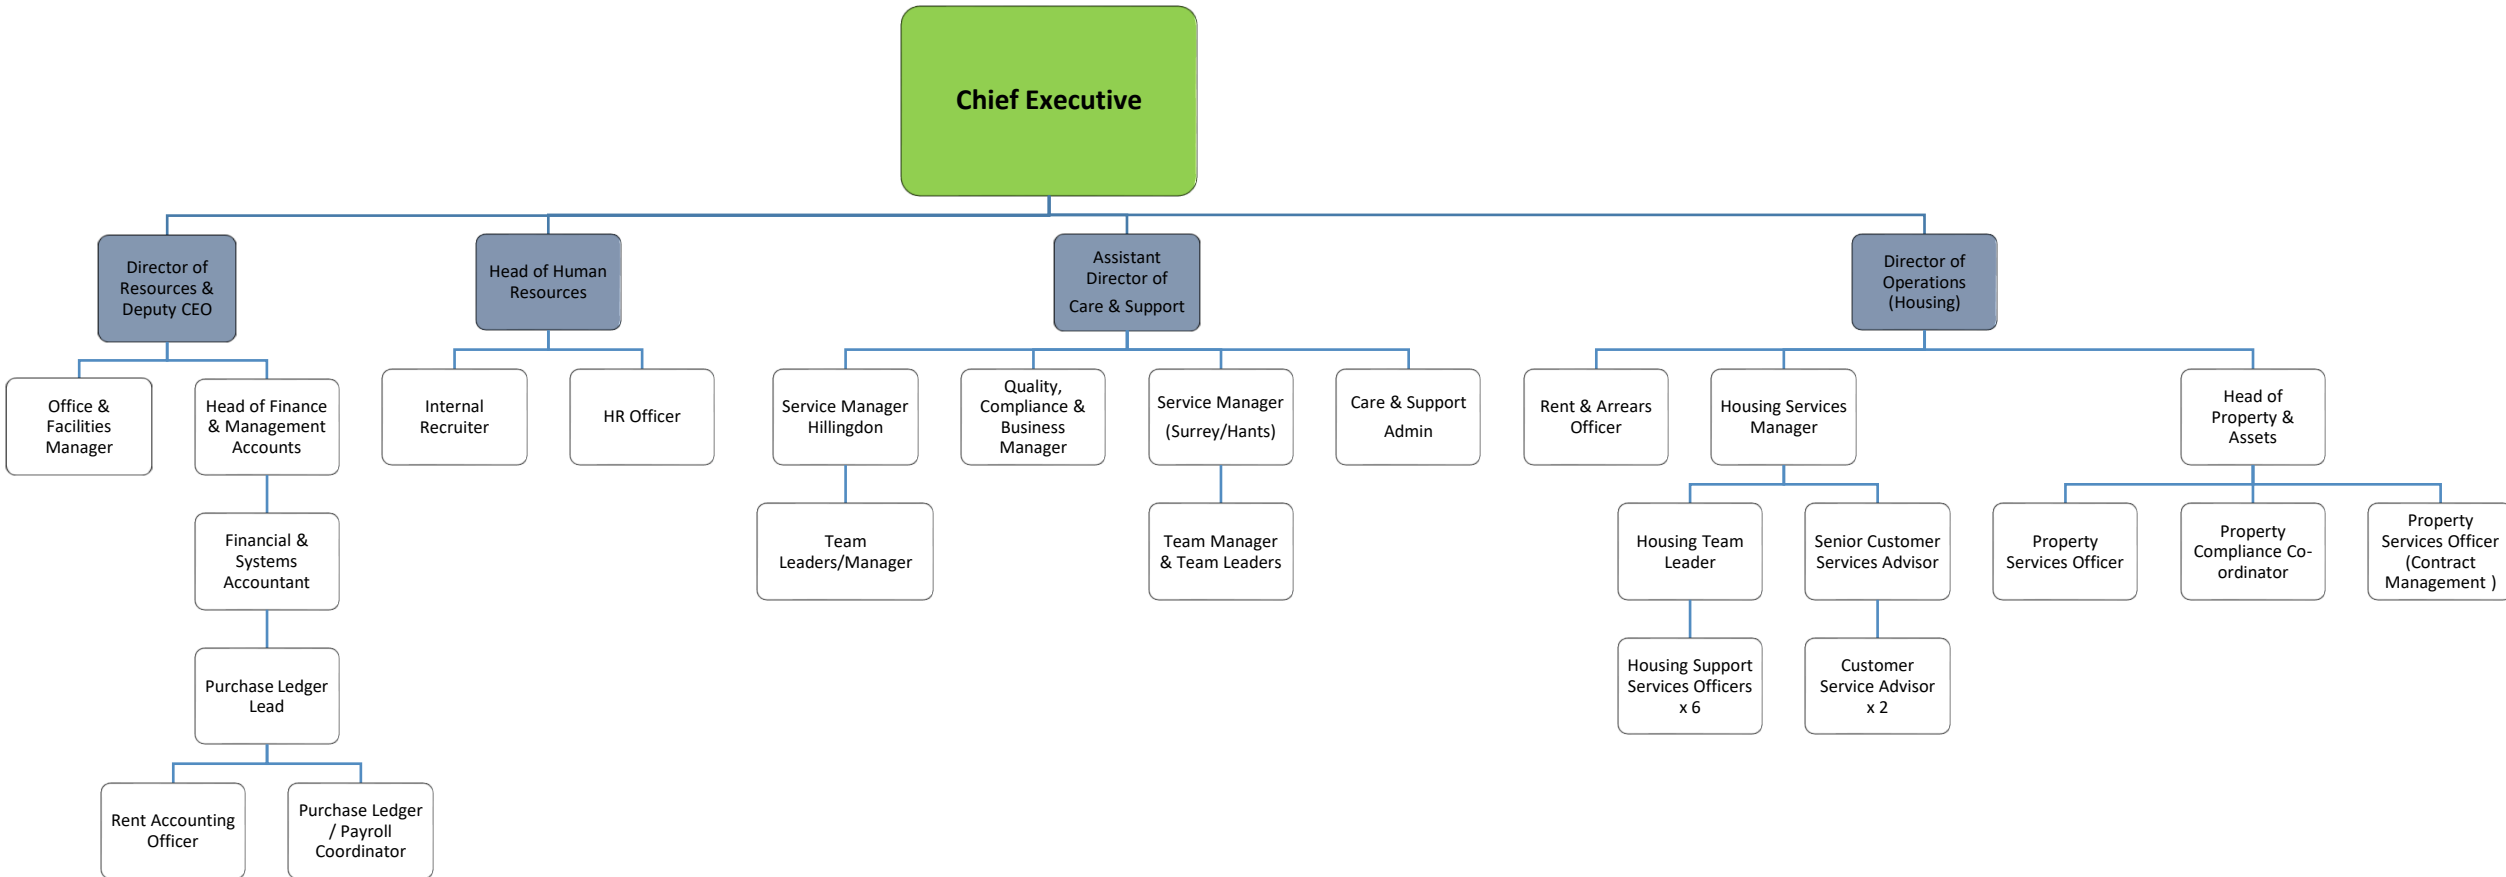 Chief Executive
Director of
Resources &
Deputy CEO
Head of Human
Resources
Assistant
Director of
Care & Support
Director of
Operations
(Housing)
Office &
Facilities
Manager
Head of Finance
& Management
Accounts
Internal
Recruiter
HR Officer
Service Manager
Hillingdon
Quality,
Compliance &
Business
Manager
Service Manager
(Surrey/Hants)
Care & Support
Admin
Rent & Arrears
Officer
Housing Services
Manager
Head of
Property &
Assets
Financial &
Systems
Accountant
Team
Leaders/Manager
Team Manager
& Team Leaders
Housing Team
Leader
Senior Customer
Services Advisor
Property
Services Officer
Property
Compliance Co-
ordinator
Property
Services Officer
(Contract
Management )
Purchase Ledger
Lead
Housing Support
Services Officers
x 6
Customer
Service Advisor
x 2
Rent Accounting
Officer
Purchase Ledger
/ Payroll
Coordinator